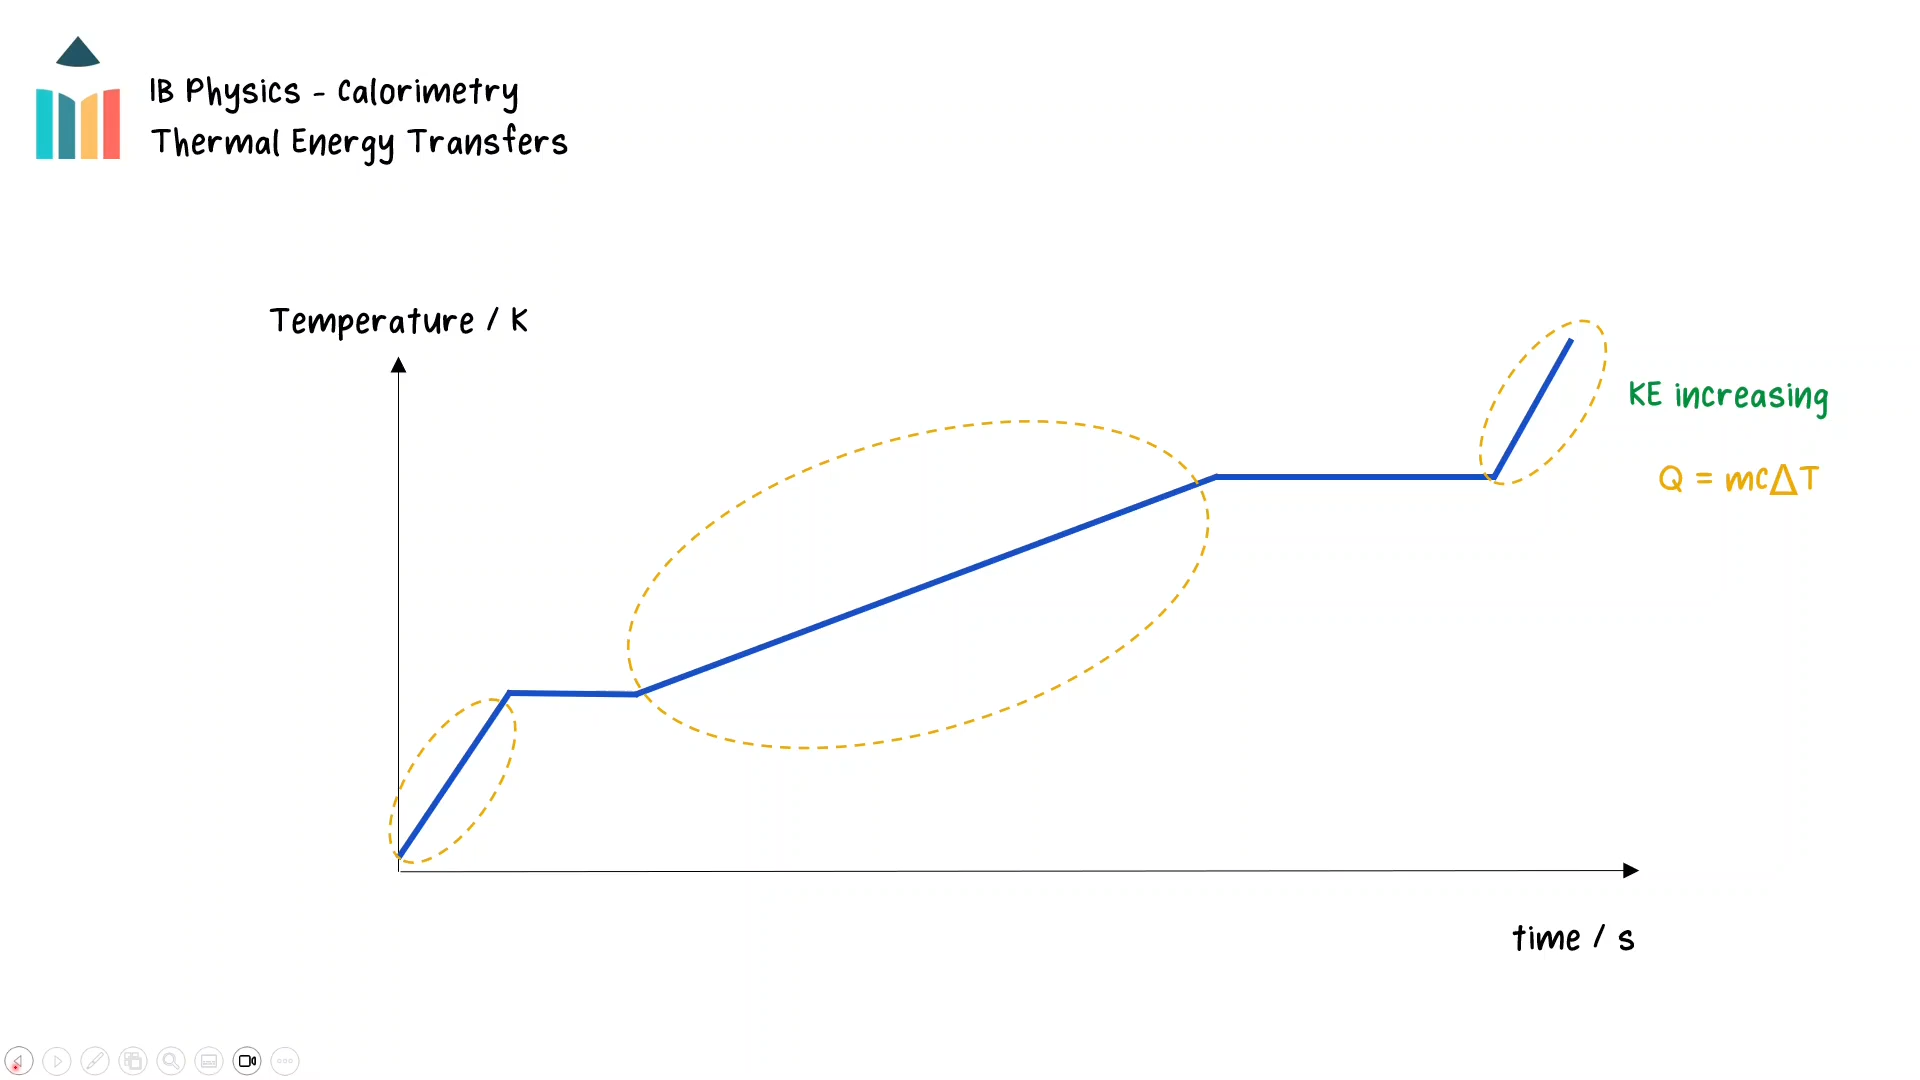 IB Physics - Calorimetry
Thermal Energy Transfers
Temperature / K
KE increasing
Q = mcΔT
time / s